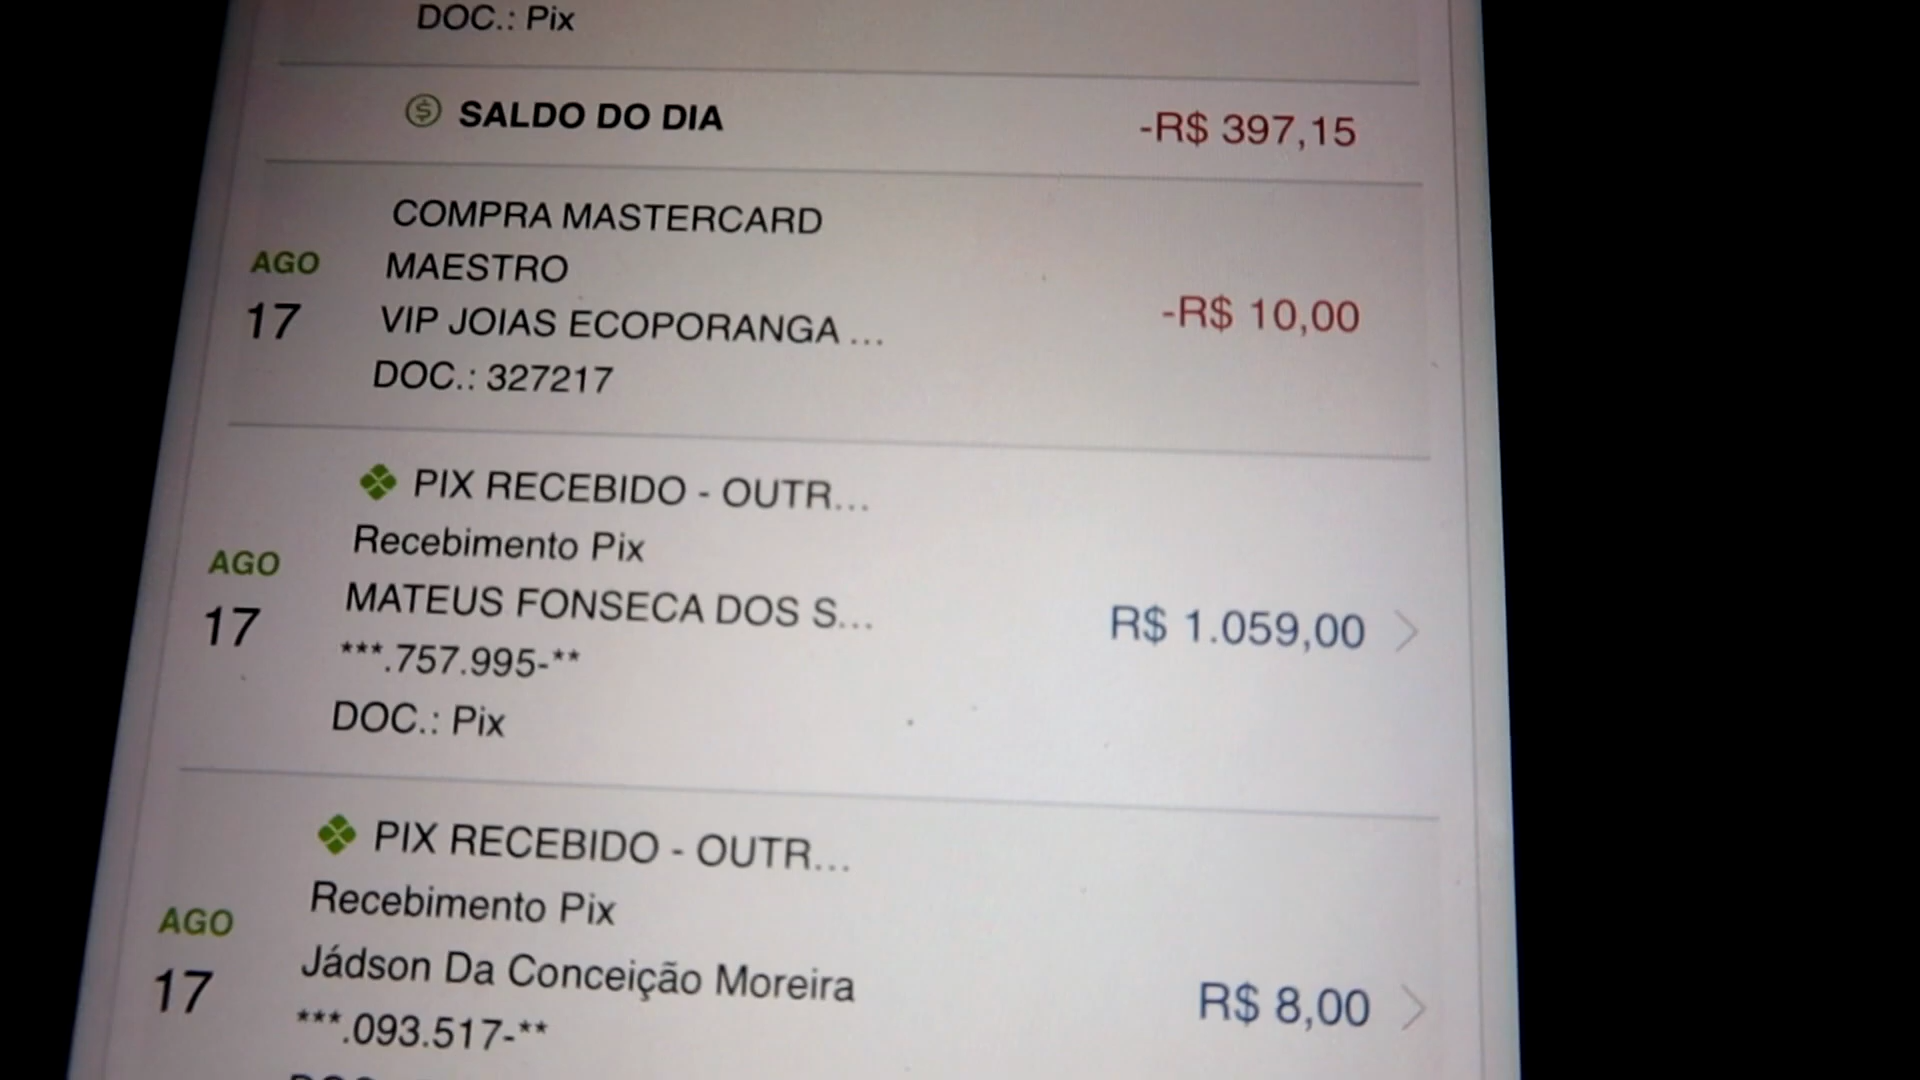 DOC.: Pix
SALDO DO DIA -R$ 397,15
COMPRA MASTERCARD
MAESTRO
AGO
17
VIP JOIAS ECOPORANGA ...
DOC.: 327217
-R$ 10,00
PIX RECEBIDO - OUTR...
Recebimento Pix
AGO
17
MATEUS FONSECA DOS S...
***.757.995-**
DOC.: Pix
R$ 1.059,00
PIX RECEBIDO - OUTR...
Recebimento Pix
AGO
17
Jádson Da Conceição Moreira
***.093.517-**
R$ 8,00